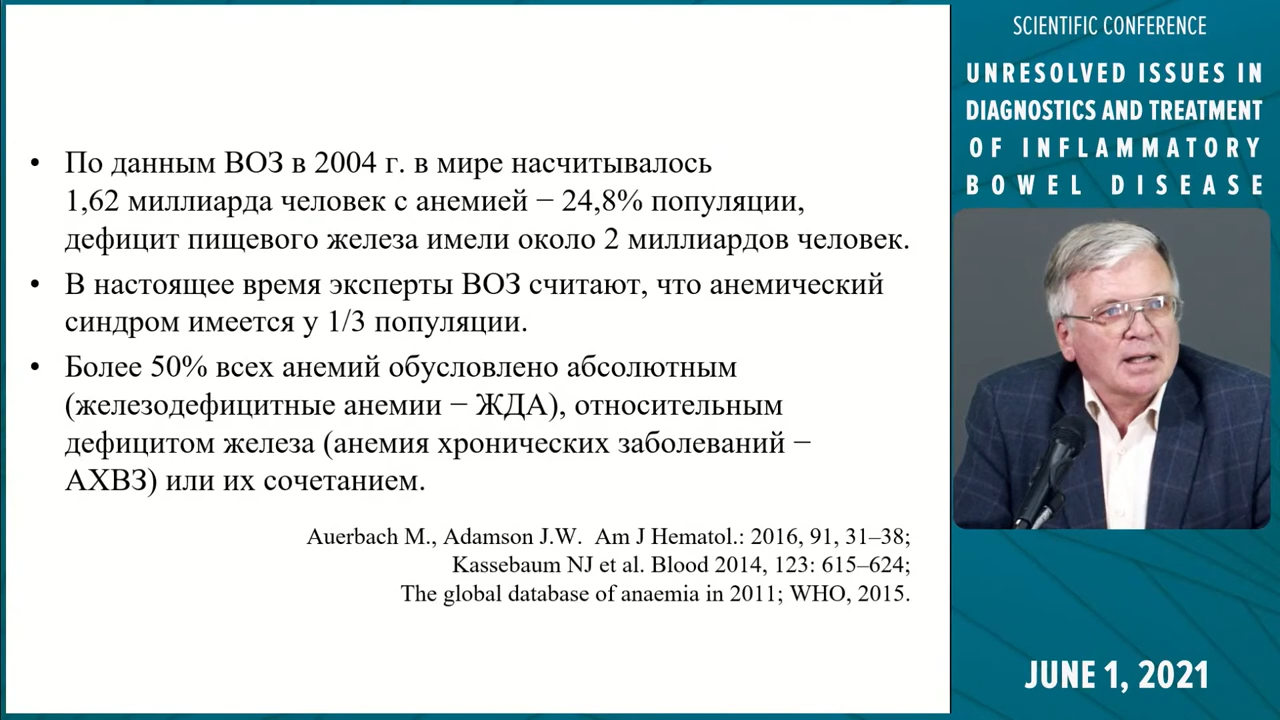 • По данным ВОЗ в 2004 г. в мире насчитывалось
1,62 миллиарда человек с анемией − 24,8% популяции,
дефицит пищевого железа имели около 2 миллиардов человек.
• В настоящее время эксперты ВОЗ считают, что анемический
синдром имеется у 1/3 популяции.
• Более 50% всех анемий обусловлено абсолютным
(железодефицитные анемии − ЖДА), относительным
дефицитом железа (анемия хронических заболеваний −
АХВЗ) или их сочетанием.
Auerbach M., Adamson J.W. Am J Hematol.: 2016, 91, 31–38;
Kassebaum NJ et al. Blood 2014, 123: 615–624;
The global database of anaemia in 2011; WHO, 2015.
SCIENTIFIC CONFERENCE
UNRESOLVED ISSUES IN
DIAGNOSTICS AND TREATMENT
OF INFLAMMATORY
BOWEL DISEASE
JUNE 1, 2021